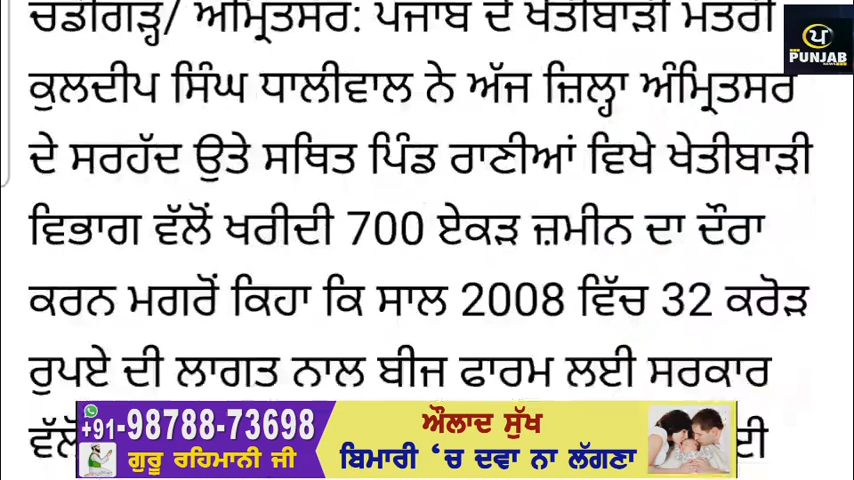 ਚੰਡੀਗੜ੍ਹ/ ਅੰਮ੍ਰਿਤਸਰ: ਪੰਜਾਬ ਦੇ ਖੇਤੀਬਾੜੀ ਮੰਤਰੀ
ਕੁਲਦੀਪ ਸਿੰਘ ਧਾਲੀਵਾਲ ਨੇ ਅੱਜ ਜ਼ਿਲ੍ਹਾ ਅੰਮ੍ਰਿਤਸਰ
ਦੇ ਸਰਹੱਦ ਉਤੇ ਸਥਿਤ ਪਿੰਡ ਰਾਣੀਆਂ ਵਿਖੇ ਖੇਤੀਬਾੜੀ
ਵਿਭਾਗ ਵੱਲੋਂ ਖਰੀਦੀ 700 ਏਕੜ ਜ਼ਮੀਨ ਦਾ ਦੌਰਾ
ਕਰਨ ਮਗਰੋਂ ਕਿਹਾ ਕਿ ਸਾਲ 2008 ਵਿੱਚ 32 ਕਰੋੜ
ਰੁਪਏ ਦੀ ਲਾਗਤ ਨਾਲ ਬੀਜ ਫਾਰਮ ਲਈ ਸਰਕਾਰ
ਪ
PUNJAB
+91-98788-73698
ਗੁਰੂ ਰਹਿਮਾਨੀ ਜੀ
ਔਲਾਦ ਸੁੱਖ
ਬਿਮਾਰੀ ‘ਚ ਦਵਾ ਨਾ ਲੱਗਣਾ